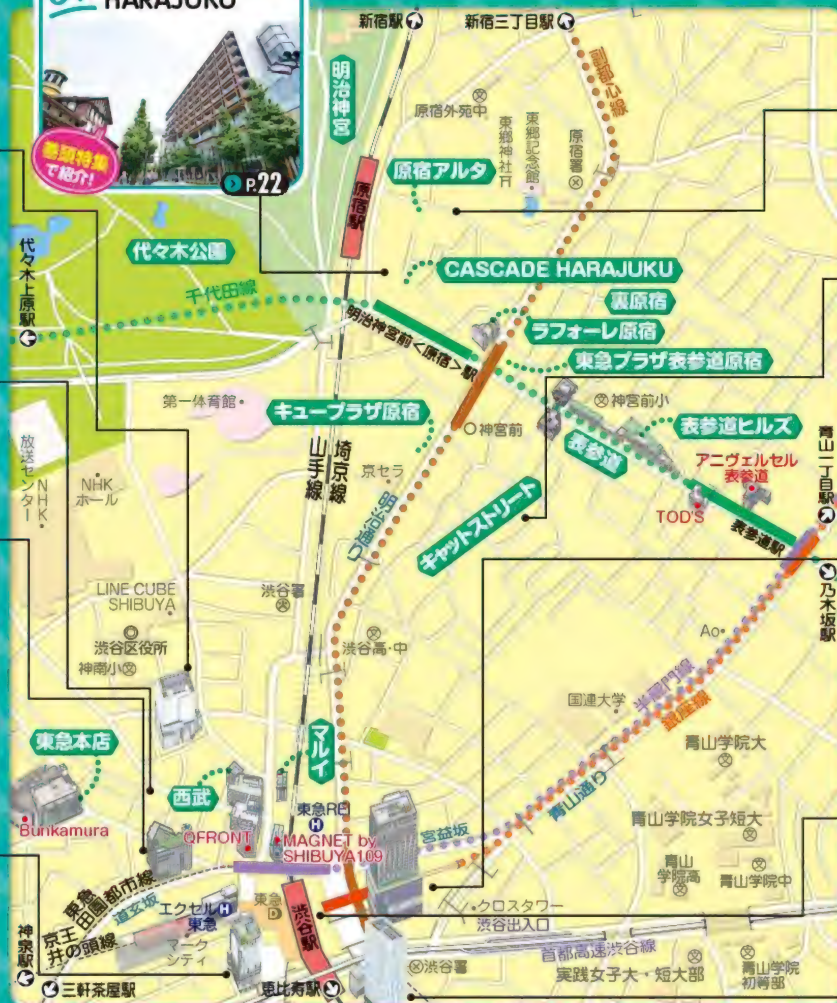 HARAJUKU
巻頭特集
で紹介!
P.22
新宿駅
新宿三丁目駅
明治神宮
副都心線
原宿外苑中
東郷神社
東郷記念館
原宿署
原宿アルタ
原宿駅
代々木公園
代々木上原駅
千代田線
CASCADE HARAJUKU
裏原宿
ラフォーレ原宿
明治神宮前<原宿>駅
東急プラザ表参道原宿
第一体育館
キュープラザ原宿
神宮前
神宮前小
表参道
表参道ヒルズ
アニヴェルセル
表参道
青山一丁目駅
放送センター
NHK
NHK
ホール
山手線
埼京線
京セラ
明治通り
キャットストリート
TOD'S
表参道駅
乃木坂駅
LINE CUBE
SHIBUYA
渋谷署
渋谷区役所
神南小
渋谷高・中
Ao
半蔵門線
銀座線
国連大学
青山学院大
東急本店
マルイ
西武
東急REI
H
青山通り
宮益坂
青山学院女子短大
Bunkamura
QFRONT
MAGNET by
SHIBUYA109
青山
学院高
青山学院中
東急
田園都市線
道玄坂
京王
井の頭線
エクセルH
東急
東急
D
渋谷駅
クロスタワー
渋谷出入口
マーク
シティ
神泉駅
首都高速渋谷線
渋谷署
実践女子大・短大部
青山学院
初等部
三軒茶屋駅
恵比寿駅